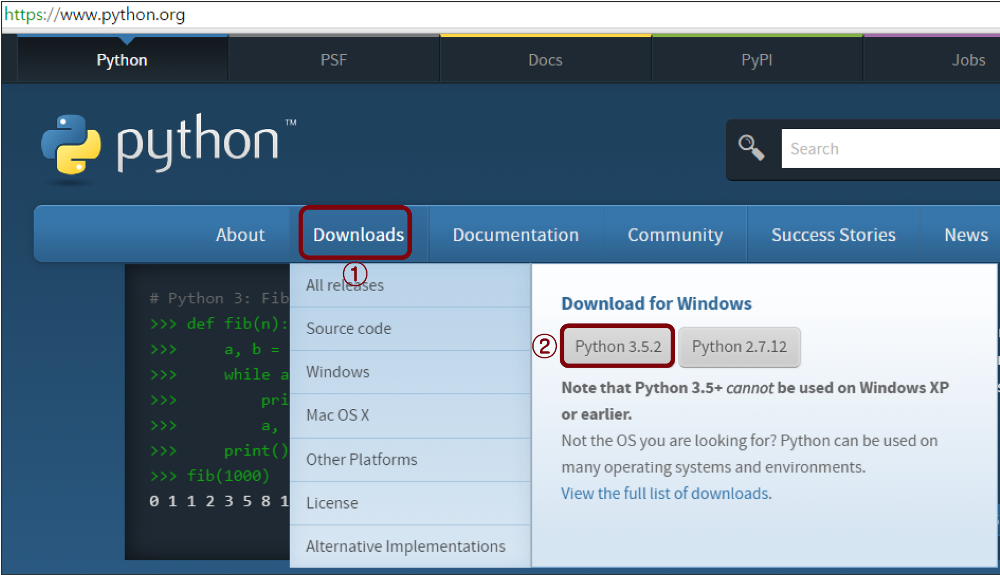 https://www.python.org
Python PSF Docs PyPI Jobs
python™
Search
About Downloads Documentation Community Success Stories News
①
All releases
Source code
Windows
Mac OS X
Other Platforms
License
Alternative Implementations
# Python 3: Fib
>>> def fib(n):
>>>     a, b =
>>>     while a
>>>         pri
>>>         a,
>>>     print()
>>> fib(1000)
0 1 1 2 3 5 8 1
Download for Windows
② Python 3.5.2 Python 2.7.12
Note that Python 3.5+ cannot be used on Windows XP
or earlier.
Not the OS you are looking for? Python can be used on
many operating systems and environments.
View the full list of downloads.